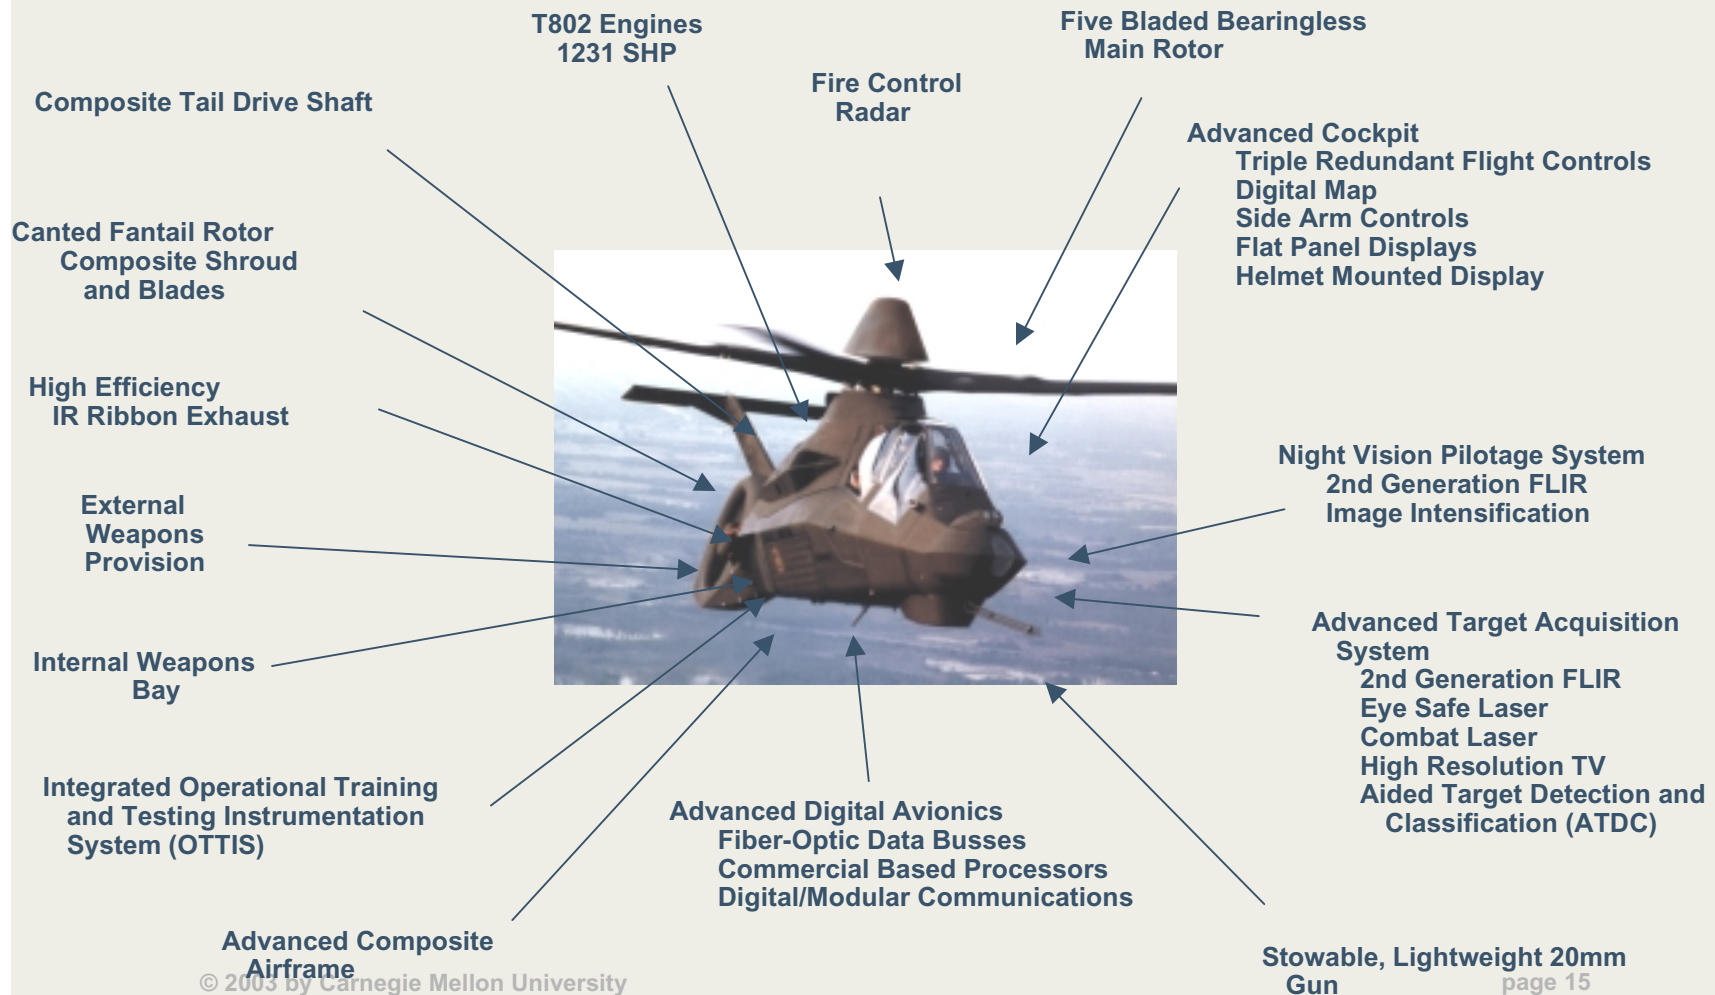 T802 Engines
1231 SHP
Five Bladed Bearingless
Main Rotor
Fire Control
Radar
Composite Tail Drive Shaft
Advanced Cockpit
Triple Redundant Flight Controls
Digital Map
Side Arm Controls
Flat Panel Displays
Helmet Mounted Display
Canted Fantail Rotor
Composite Shroud
and Blades
High Efficiency
IR Ribbon Exhaust
Night Vision Pilotage System
2nd Generation FLIR
Image Intensification
External
Weapons
Provision
Advanced Target Acquisition
System
2nd Generation FLIR
Eye Safe Laser
Combat Laser
High Resolution TV
Aided Target Detection and
Classification (ATDC)
Internal Weapons
Bay
Integrated Operational Training
and Testing Instrumentation
System (OTTIS)
Advanced Digital Avionics
Fiber-Optic Data Busses
Commercial Based Processors
Digital/Modular Communications
Advanced Composite
Airframe
Stowable, Lightweight 20mm
Gun
© 2003 by Carnegie Mellon University
page 15